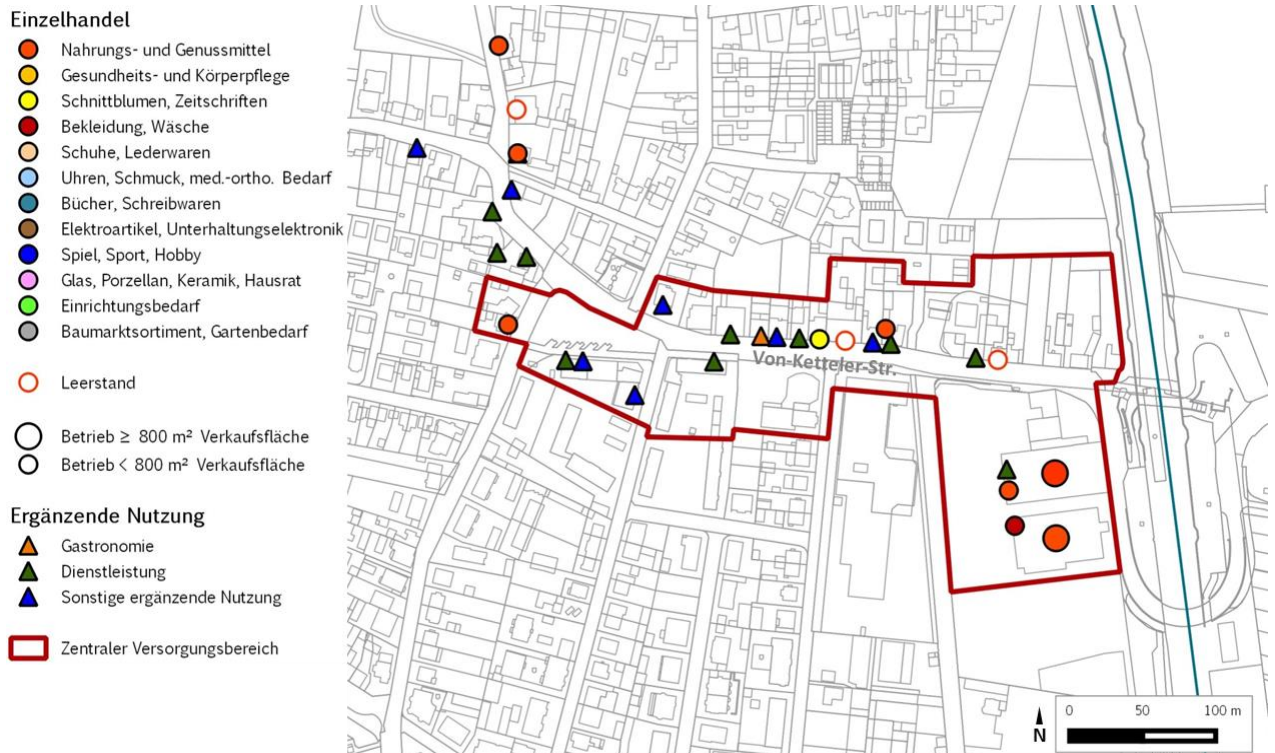 Einzelhandel
Nahrungs- und Genussmittel
Gesundheits- und Körperpflege
Schnittblumen, Zeitschriften
Bekleidung, Wäsche
Schuhe, Lederwaren
Uhren, Schmuck, med.-ortho. Bedarf
Bücher, Schreibwaren
Elektroartikel, Unterhaltungselektronik
Spiel, Sport, Hobby
Glas, Porzellan, Keramik, Hausrat
Einrichtungsbedarf
Baumarktsortiment, Gartenbedarf
Leerstand
Betrieb ≥ 800 m² Verkaufsfläche
Betrieb < 800 m² Verkaufsfläche
Ergänzende Nutzung
Gastronomie
Dienstleistung
Sonstige ergänzende Nutzung
Zentraler Versorgungsbereich
Von-Ketteler-Str.
N
0 50 100 m